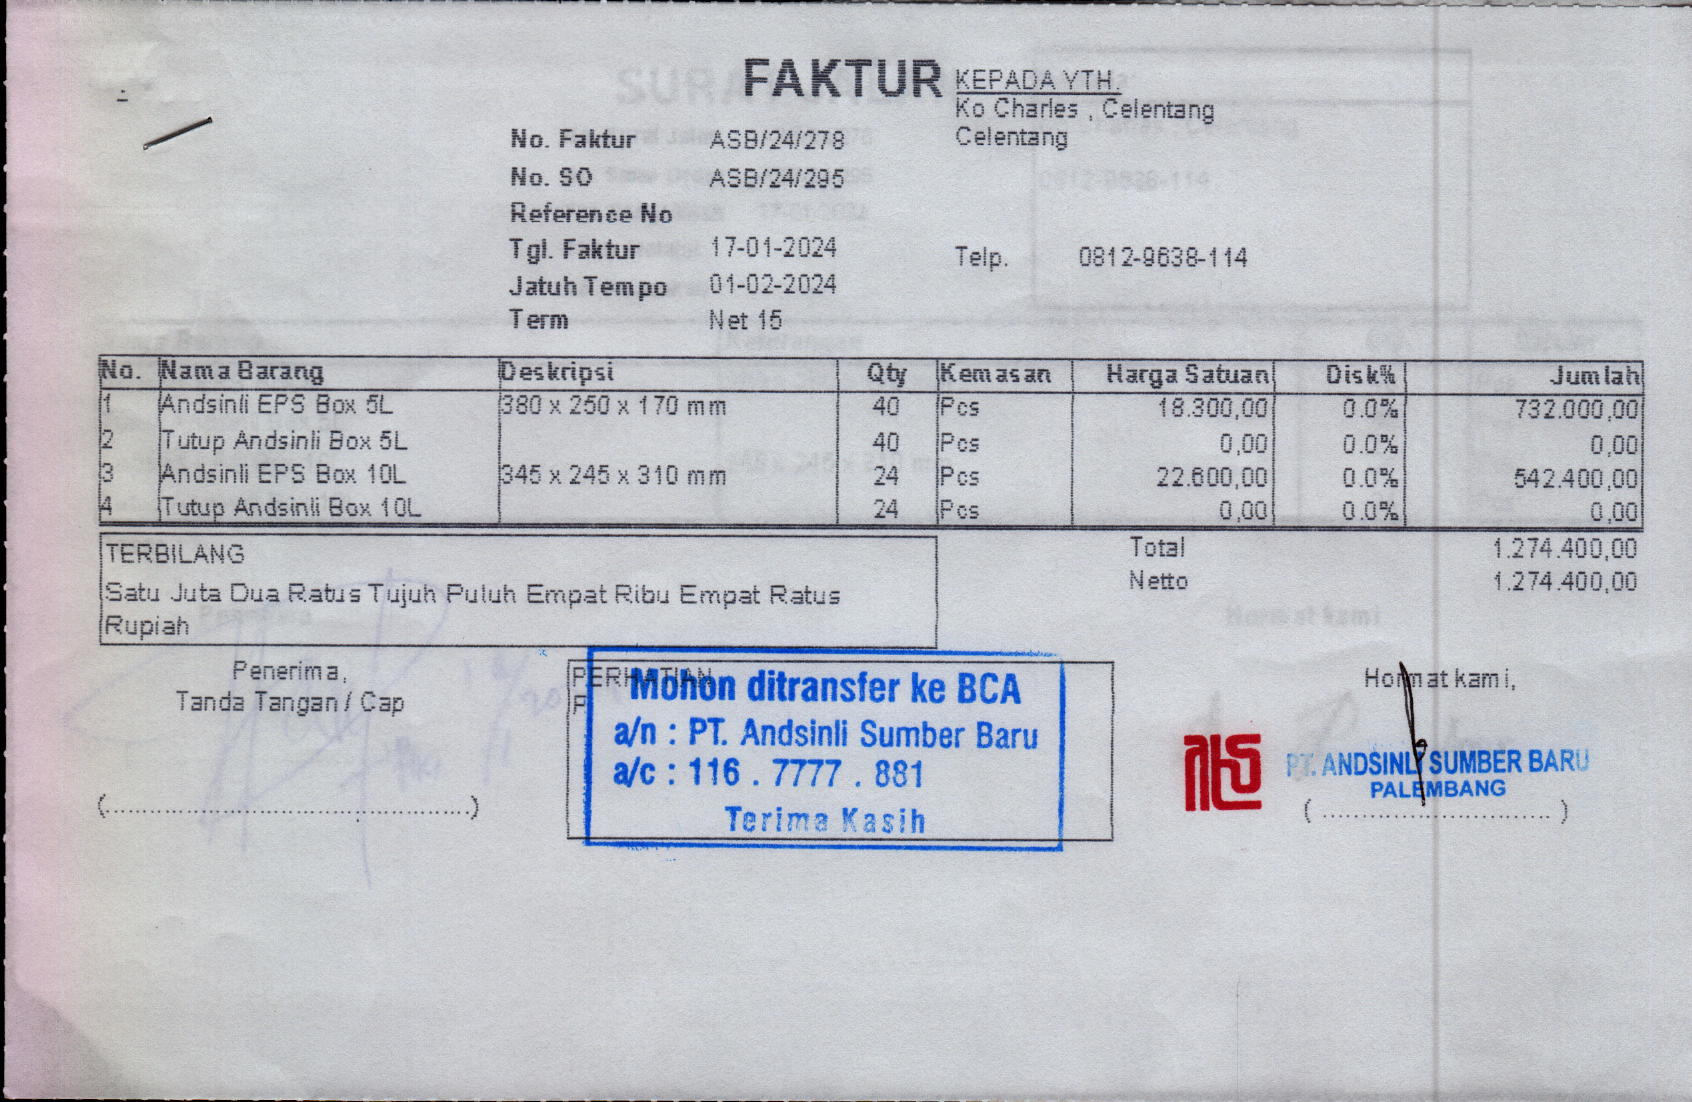 FAKTUR
KEPADA YTH.
Ko Charles , Celentang
Celentang
No. Faktur ASB/24/278
No. SO ASB/24/295
Reference No
Tgl. Faktur 17-01-2024
Telp. 0812-9638-114
Jatuh Tempo 01-02-2024
Term Net 15
No. Nama Barang Deskripsi Qty Kemasan Harga Satuan Disk% Jumlah
1 Andsinli EPS Box 5L 380 x 250 x 170 mm 40 Pcs 18.300,00 0.0% 732.000,00
2 Tutup Andsinli Box 5L 40 Pcs 0,00 0.0% 0,00
3 Andsinli EPS Box 10L 345 x 245 x 310 mm 24 Pcs 22.600,00 0.0% 542.400,00
4 Tutup Andsinli Box 10L 24 Pcs 0,00 0.0% 0,00
TERBILANG
Satu Juta Dua Ratus Tujuh Puluh Empat Ribu Empat Ratus
Rupiah
Total 1.274.400,00
Netto 1.274.400,00
Penerima,
Tanda Tangan / Cap
PERHATIAN
Mohon ditransfer ke BCA
a/n : PT. Andsinli Sumber Baru
a/c : 116 . 7777 . 881
Terima Kasih
Hormat kami,
PT. ANDSINLI SUMBER BARU
PALEMBANG